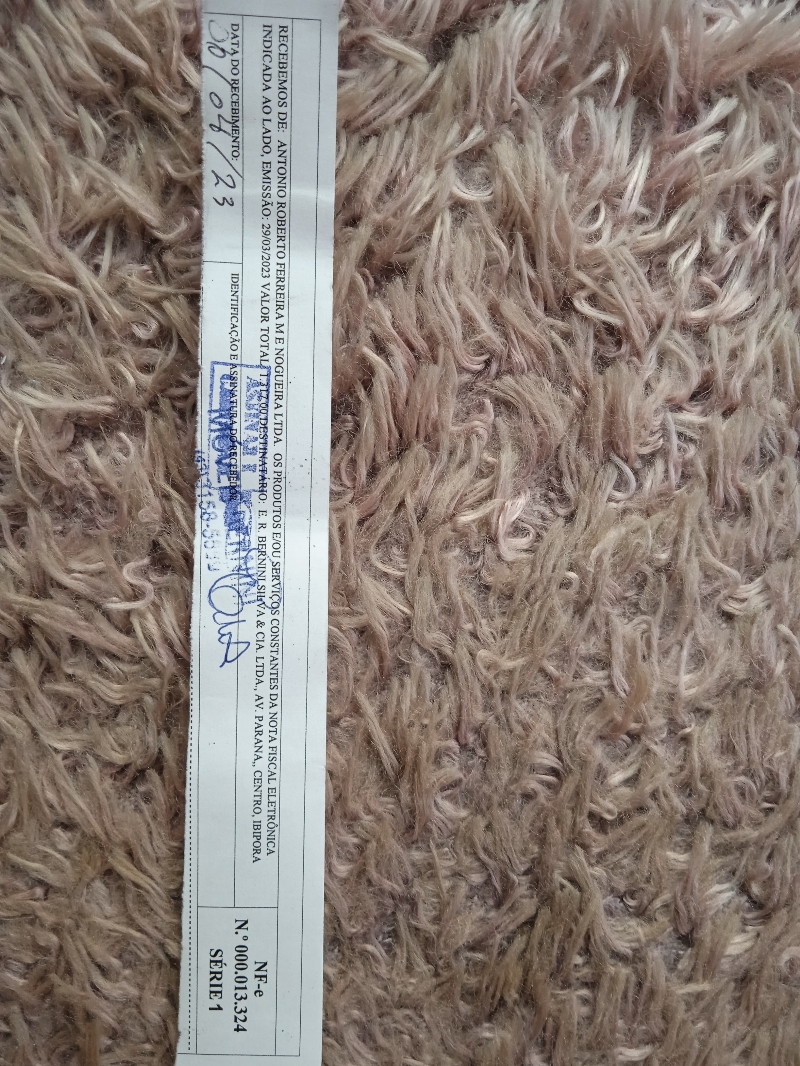 RECEBEMOS DE: ANTONIO ROBERTO FERREIRA M E NOGUEIRA LTDA OS PRODUTOS E/OU SERVIÇOS CONSTANTES DA NOTA FISCAL ELETRÔNICA
INDICADA AO LADO, EMISSÃO: 29/03/2023 VALOR TOTAL: DESTINATÁRIO: E. R. BERNINI SILVA & CIA. LTDA., AV. PARANA,, CENTRO, IBIPORA
DATA DO RECEBIMENTO:
/23
IDENTIFICAÇÃO E ASSINATURA DO RECEBEDOR
NF-e
N.º 000.013.324
SÉRIE 1